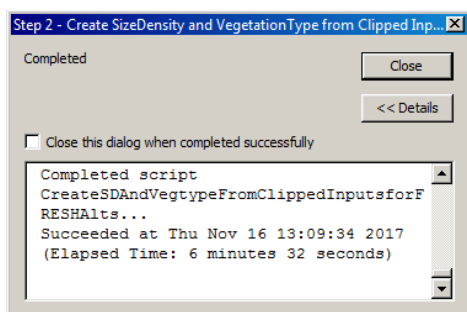 Step 2 - Create SizeDensity and VegetationType from Clipped Inp...
Completed
Close
<< Details
Close this dialog when completed successfully
Completed script
CreateSDAndVegtypeFromClippedInputsforF
RESHAlts...
Succeeded at Thu Nov 16 13:09:34 2017
(Elapsed Time: 6 minutes 32 seconds)